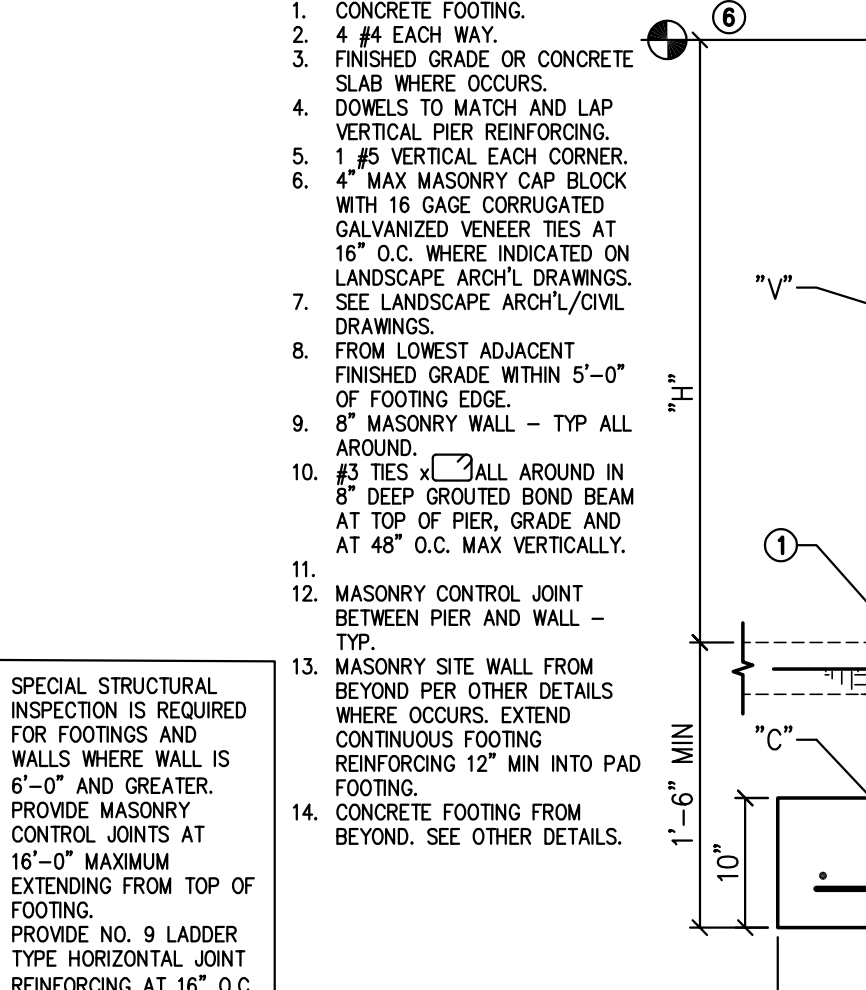 1. CONCRETE FOOTING.
2. 4 #4 EACH WAY.
3. FINISHED GRADE OR CONCRETE
SLAB WHERE OCCURS.
4. DOWELS TO MATCH AND LAP
VERTICAL PIER REINFORCING.
5. 1 #5 VERTICAL EACH CORNER.
6. 4" MAX MASONRY CAP BLOCK
WITH 16 GAGE CORRUGATED
GALVANIZED VENEER TIES AT
16" O.C. WHERE INDICATED ON
LANDSCAPE ARCH'L DRAWINGS.
7. SEE LANDSCAPE ARCH'L/CIVIL
DRAWINGS.
8. FROM LOWEST ADJACENT
FINISHED GRADE WITHIN 5'-0"
OF FOOTING EDGE.
9. 8" MASONRY WALL – TYP ALL
AROUND.
10. #3 TIES x ALL AROUND IN
8" DEEP GROUTED BOND BEAM
AT TOP OF PIER, GRADE AND
AT 48" O.C. MAX VERTICALLY.
11.
12. MASONRY CONTROL JOINT
BETWEEN PIER AND WALL –
TYP.
13. MASONRY SITE WALL FROM
BEYOND PER OTHER DETAILS
WHERE OCCURS. EXTEND
CONTINUOUS FOOTING
REINFORCING 12" MIN INTO PAD
FOOTING.
14. CONCRETE FOOTING FROM
BEYOND. SEE OTHER DETAILS.
SPECIAL STRUCTURAL
INSPECTION IS REQUIRED
FOR FOOTINGS AND
WALLS WHERE WALL IS
6'-0" AND GREATER.
PROVIDE MASONRY
CONTROL JOINTS AT
16'-0" MAXIMUM
EXTENDING FROM TOP OF
FOOTING.
PROVIDE NO. 9 LADDER
TYPE HORIZONTAL JOINT
REINFORCING AT 16" O.C.
6
"V"
"H"
1
"C"
1'-6" MIN
10"